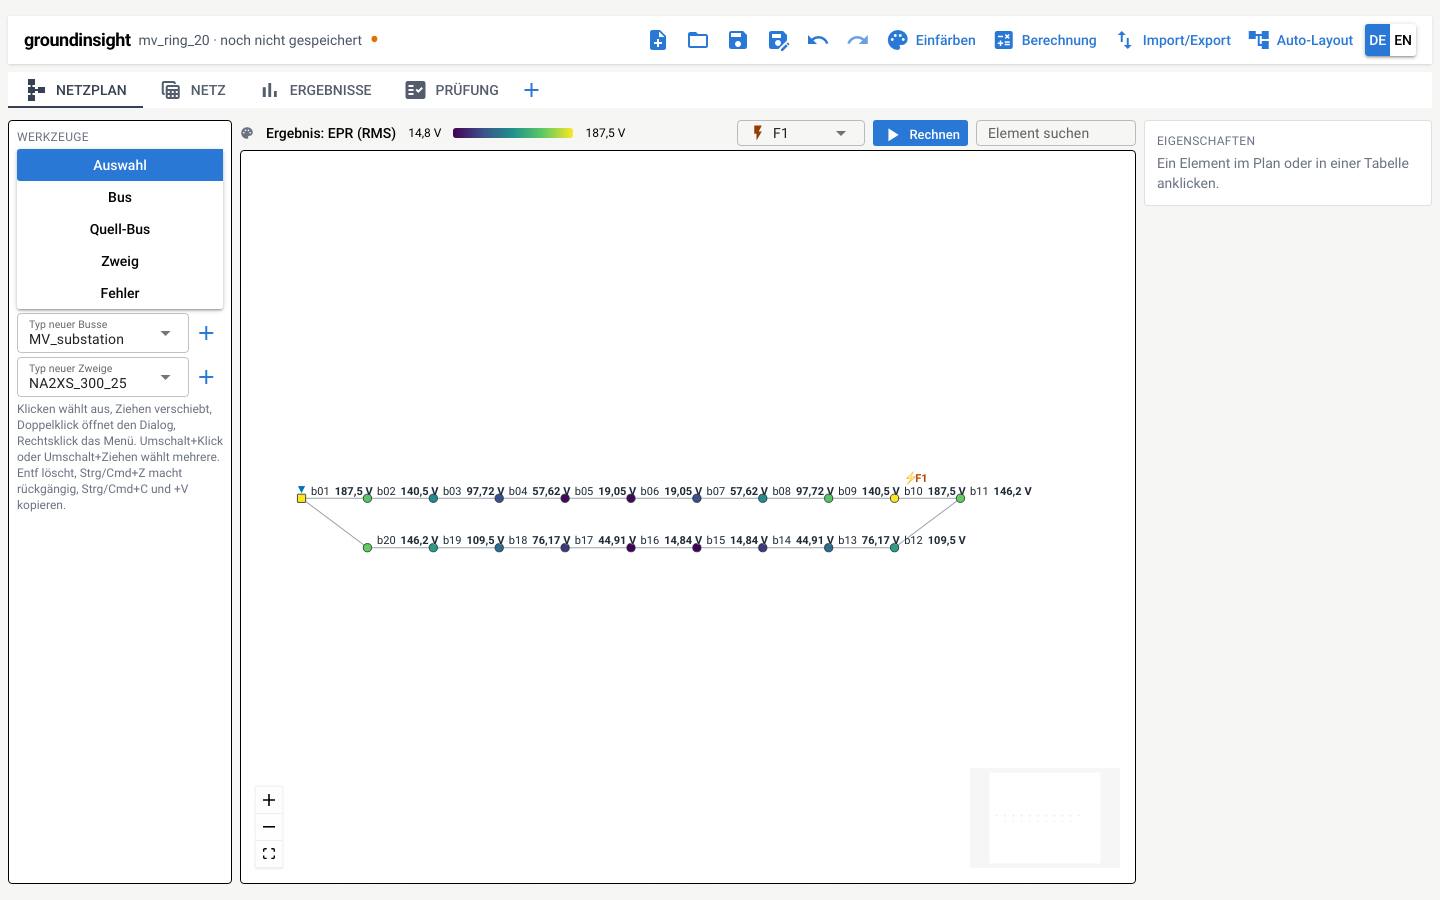 groundinsight mv_ring_20 · noch nicht gespeichert
Einfärben Berechnung Import/Export Auto-Layout DE EN
NETZPLAN NETZ ERGEBNISSE PRÜFUNG
WERKZEUGE
Auswahl
Bus
Quell-Bus
Zweig
Fehler
Typ neuer Busse
MV_substation
Typ neuer Zweige
NA2XS_300_25
Klicken wählt aus, Ziehen verschiebt,
Doppelklick öffnet den Dialog,
Rechtsklick das Menü. Umschalt+Klick
oder Umschalt+Ziehen wählt mehrere.
Entf löscht, Strg/Cmd+Z macht
rückgängig, Strg/Cmd+C und +V
kopieren.
Ergebnis: EPR (RMS) 14,8 V 187,5 V F1 Rechnen Element suchen
F1
b01 187,5 V b02 140,5 V b03 97,72 V b04 57,62 V b05 19,05 V b06 19,05 V b07 57,62 V b08 97,72 V b09 140,5 V b10 187,5 V b11 146,2 V
b20 146,2 V b19 109,5 V b18 76,17 V b17 44,91 V b16 14,84 V b15 14,84 V b14 44,91 V b13 76,17 V b12 109,5 V
EIGENSCHAFTEN
Ein Element im Plan oder in einer Tabelle
anklicken.